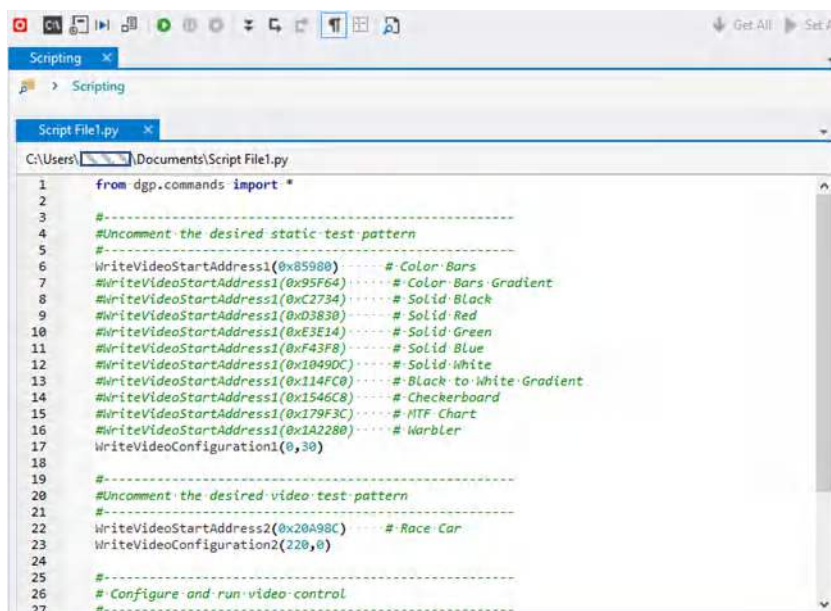 Get All Set A
Scripting ×
> Scripting
Script File1.py ×
C:\Users\ \Documents\Script File1.py
1 from dgp.commands import *
2
3 #----------------------------------------------------
4 #Uncomment the desired static test pattern
5 #----------------------------------------------------
6 WriteVideoStartAddress1(0x85980) # Color Bars
7 #WriteVideoStartAddress1(0x95F64) # Color Bars Gradient
8 #WriteVideoStartAddress1(0xC2734) # Solid Black
9 #WriteVideoStartAddress1(0xD3830) # Solid Red
10 #WriteVideoStartAddress1(0xE3E14) # Solid Green
11 #WriteVideoStartAddress1(0xF43F8) # Solid Blue
12 #WriteVideoStartAddress1(0x1049DC) # Solid White
13 #WriteVideoStartAddress1(0x114FC0) # Black to White Gradient
14 #WriteVideoStartAddress1(0x1546C8) # Checkerboard
15 #WriteVideoStartAddress1(0x179F3C) # MTF Chart
16 #WriteVideoStartAddress1(0x1A2280) # Warbler
17 WriteVideoConfiguration1(0,30)
18
19 #----------------------------------------------------
20 #Uncomment the desired video test pattern
21 #----------------------------------------------------
22 WriteVideoStartAddress2(0x20A98C) # Race Car
23 WriteVideoConfiguration2(220,0)
24
25 #----------------------------------------------------
26 # Configure and run video control
27 #----------------------------------------------------